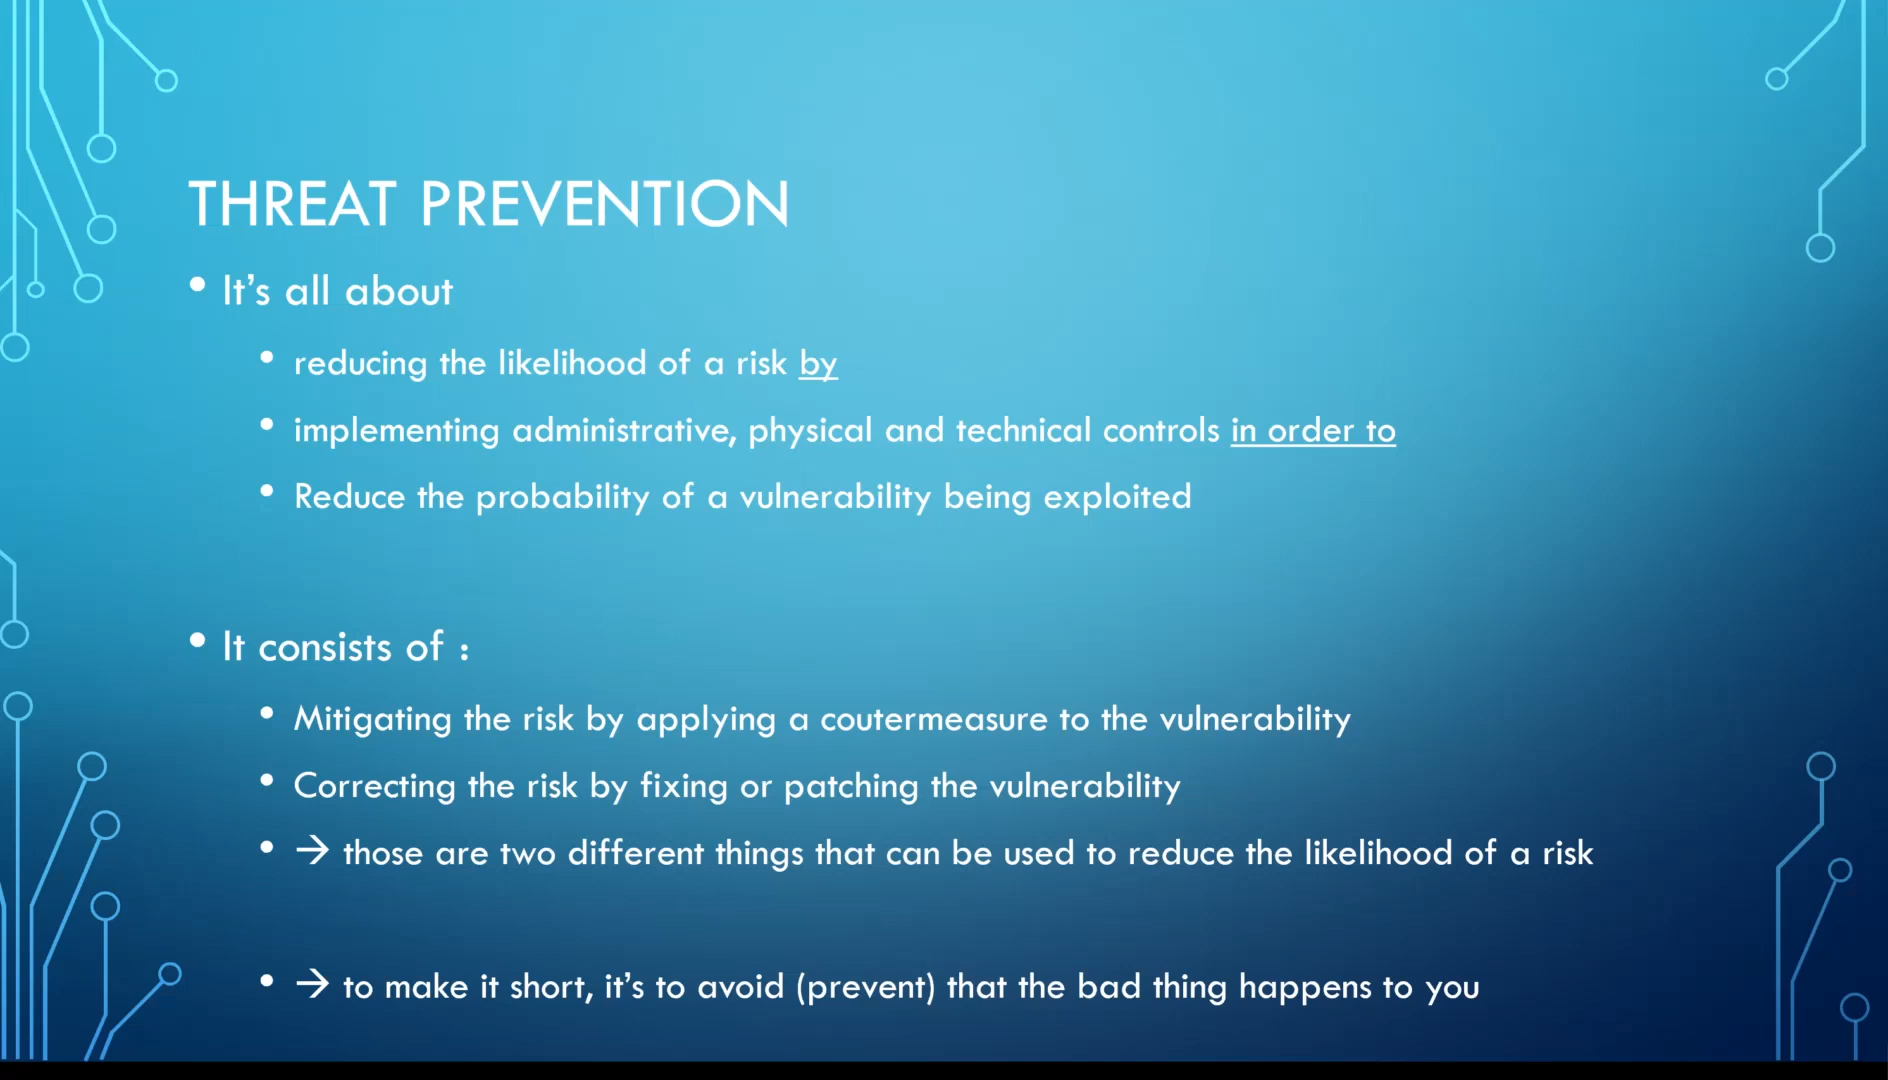 THREAT PREVENTION
• It’s all about
• reducing the likelihood of a risk by
• implementing administrative, physical and technical controls in order to
• Reduce the probability of a vulnerability being exploited
• It consists of :
• Mitigating the risk by applying a coutermeasure to the vulnerability
• Correcting the risk by fixing or patching the vulnerability
• → those are two different things that can be used to reduce the likelihood of a risk
• → to make it short, it’s to avoid (prevent) that the bad thing happens to you